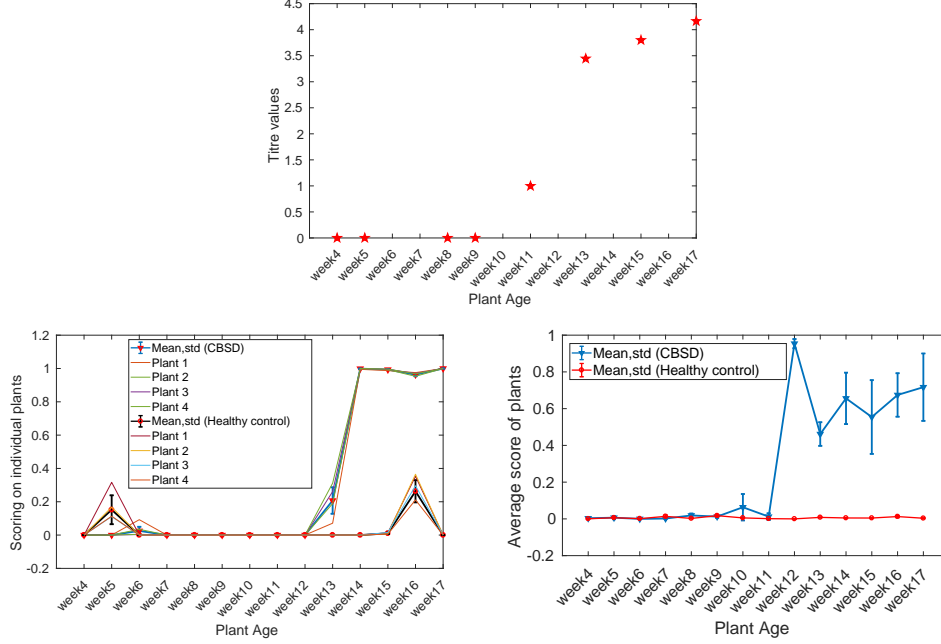 4.5
4
3.5
3
2.5
2
1.5
1
0.5
0
Titre values
week4
week5
week6
week7
week8
week9
week10
week11
week12
week13
week14
week15
week16
week17
Plant Age
1.2
1
0.8
0.6
0.4
0.2
0
-0.2
Scoring on individual plants
Mean,std (CBSD)
Plant 1
Plant 2
Plant 3
Plant 4
Mean,std (Healthy control)
Plant 1
Plant 2
Plant 3
Plant 4
week4
week5
week6
week7
week8
week9
week10
week11
week12
week13
week14
week15
week16
week17
Plant Age
1
0.8
0.6
0.4
0.2
0
-0.2
Average score of plants
Mean,std (CBSD)
Mean,std (Healthy control)
week4
week5
week6
week7
week8
week9
week10
week11
week12
week13
week14
week15
week16
week17
Plant Age